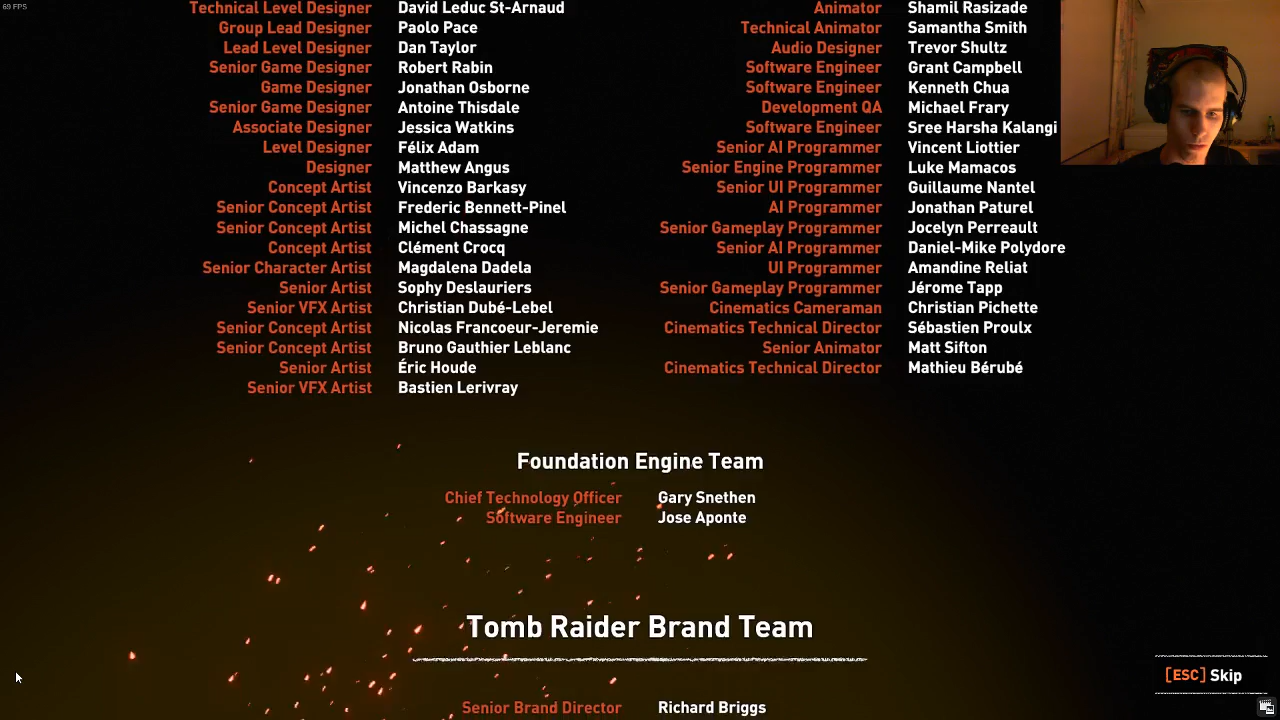 69 FPS
Technical Level Designer David Leduc St-Arnaud
Group Lead Designer Paolo Pace
Lead Level Designer Dan Taylor
Senior Game Designer Robert Rabin
Game Designer Jonathan Osborne
Senior Game Designer Antoine Thisdale
Associate Designer Jessica Watkins
Level Designer Félix Adam
Designer Matthew Angus
Concept Artist Vincenzo Barkasy
Senior Concept Artist Frederic Bennett-Pinel
Senior Concept Artist Michel Chassagne
Concept Artist Clément Crocq
Senior Character Artist Magdalena Dadela
Senior Artist Sophy Deslauriers
Senior VFX Artist Christian Dubé-Lebel
Senior Concept Artist Nicolas Francoeur-Jeremie
Senior Concept Artist Bruno Gauthier Leblanc
Senior Artist Éric Houde
Senior VFX Artist Bastien Lerivray
Animator Shamil Rasizade
Technical Animator Samantha Smith
Audio Designer Trevor Shultz
Software Engineer Grant Campbell
Software Engineer Kenneth Chua
Development QA Michael Frary
Software Engineer Sree Harsha Kalangi
Senior AI Programmer Vincent Liottier
Senior Engine Programmer Luke Mamacos
Senior UI Programmer Guillaume Nantel
AI Programmer Jonathan Paturel
Senior Gameplay Programmer Jocelyn Perreault
Senior AI Programmer Daniel-Mike Polydore
UI Programmer Amandine Reliat
Senior Gameplay Programmer Jérome Tapp
Cinematics Cameraman Christian Pichette
Cinematics Technical Director Sébastien Proulx
Senior Animator Matt Sifton
Cinematics Technical Director Mathieu Bérubé
Foundation Engine Team
Chief Technology Officer Gary Snethen
Software Engineer Jose Aponte
Tomb Raider Brand Team
Senior Brand Director Richard Briggs
[ESC] Skip